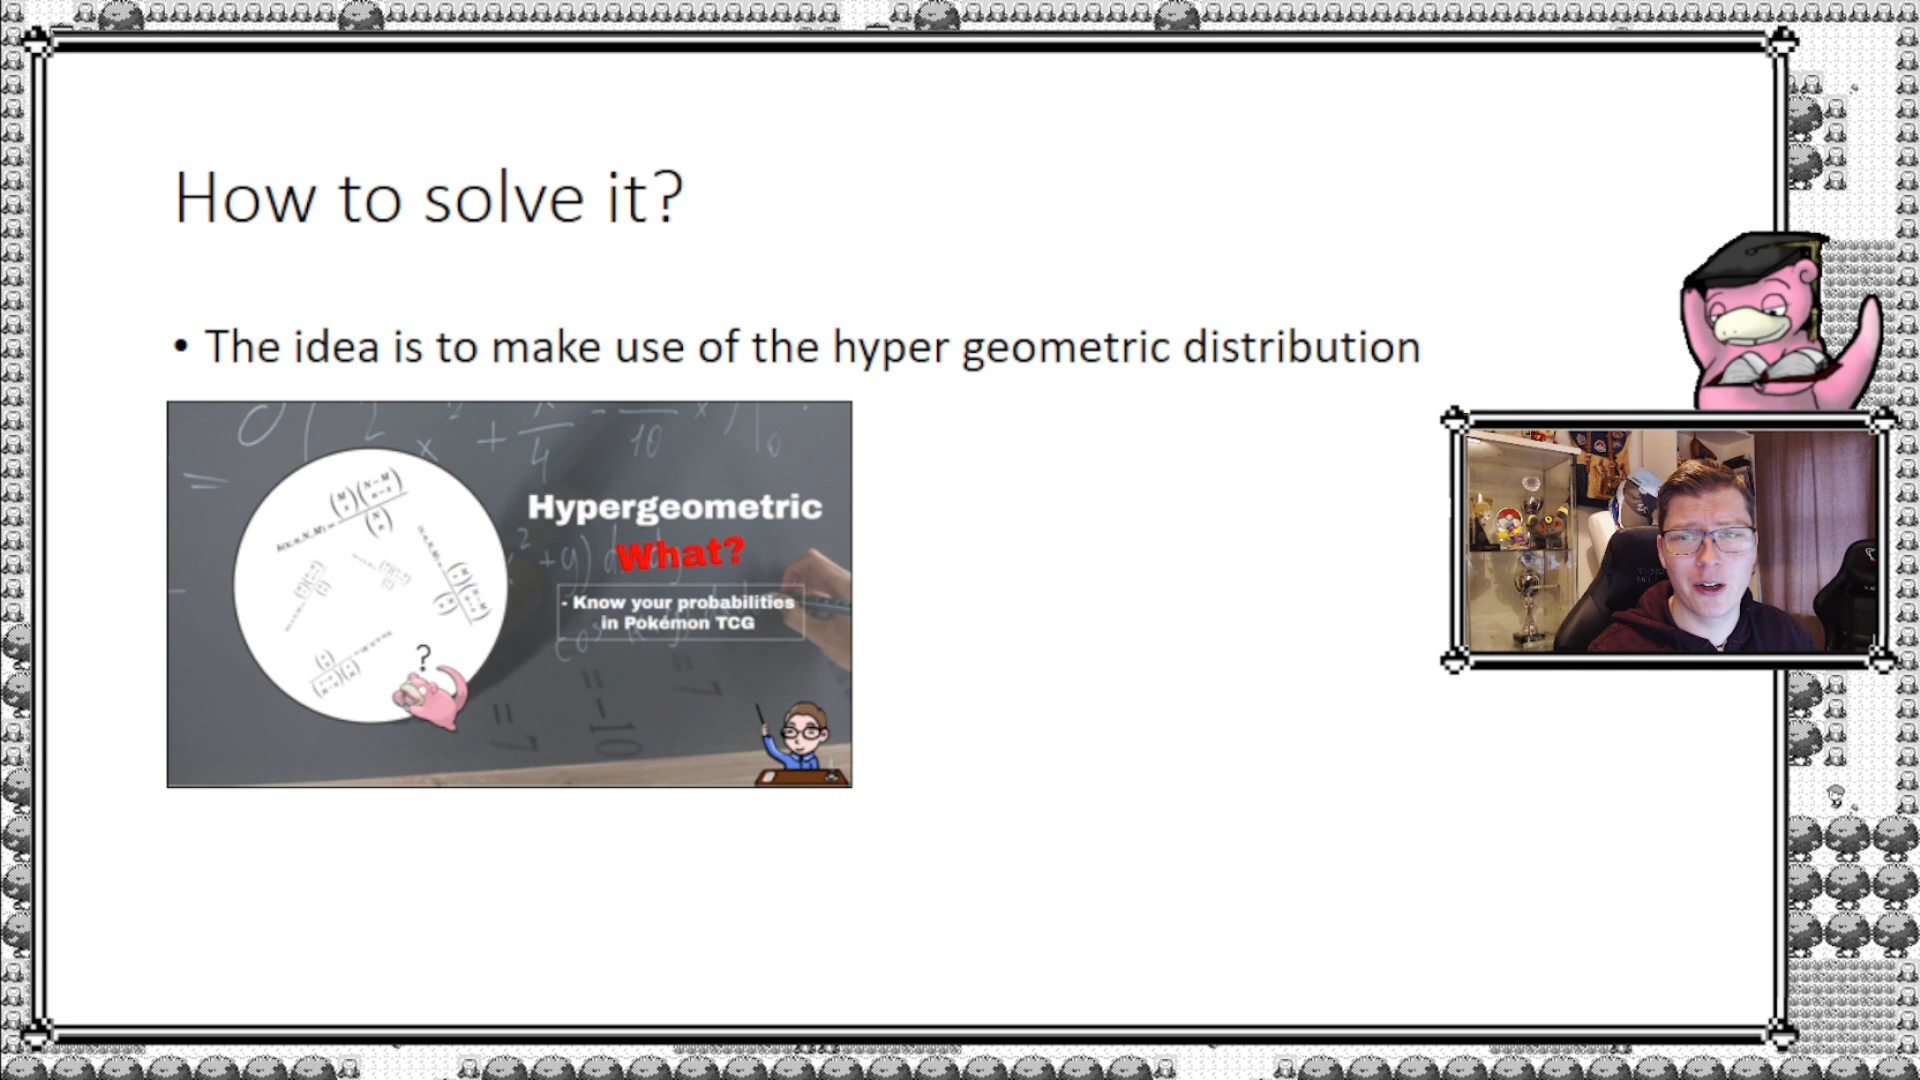 How to solve it?
• The idea is to make use of the hyper geometric distribution
Hypergeometric
What?
- Know your probabilities
in Pokémon TCG
?